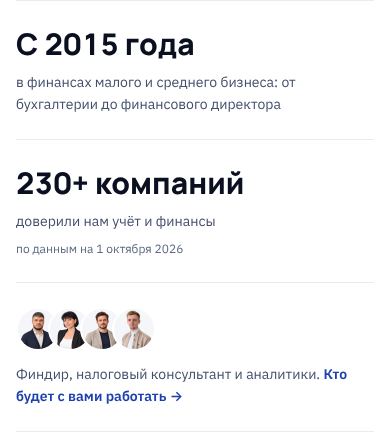 С 2015 года
в финансах малого и среднего бизнеса: от
бухгалтерии до финансового директора
230+ компаний
доверили нам учёт и финансы
по данным на 1 октября 2026
Финдир, налоговый консультант и аналитики. Кто
будет с вами работать →